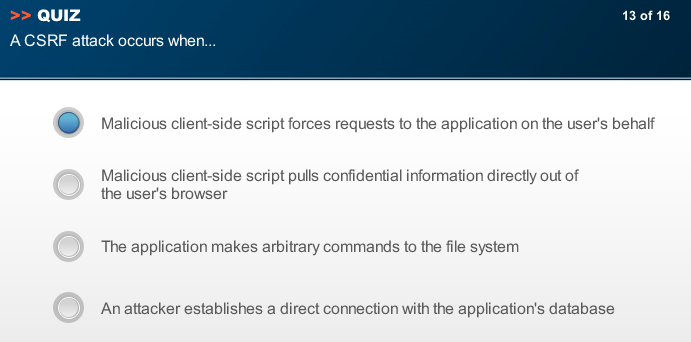 >> QUIZ
13 of 16
A CSRF attack occurs when...
Malicious client-side script forces requests to the application on the user's behalf
Malicious client-side script pulls confidential information directly out of
the user's browser
The application makes arbitrary commands to the file system
An attacker establishes a direct connection with the application's database